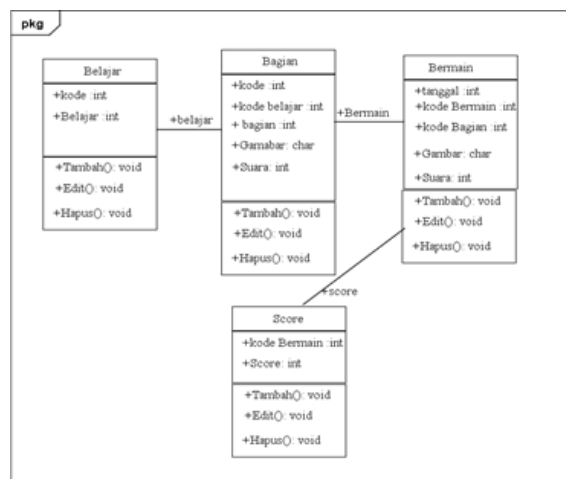 pkg
Belajar
+kode :int
+Belajar :int
+Tambah(): void
+Edit(): void
+Hapus(): void
+belajar
Bagian
+kode :int
+kode belajar :int
+ bagian :int
+Gamabar: char
+Suara: int
+Tambah(): void
+Edit(): void
+Hapus(): void
+Bermain
Bermain
+tanggal :int
+kode Bermain :int
+kode Bagian :int
+Gambar: char
+Suara: int
+Tambah(): void
+Edit(): void
+Hapus(): void
+score
Score
+kode Bermain :int
+Score: int
+Tambah(): void
+Edit(): void
+Hapus(): void